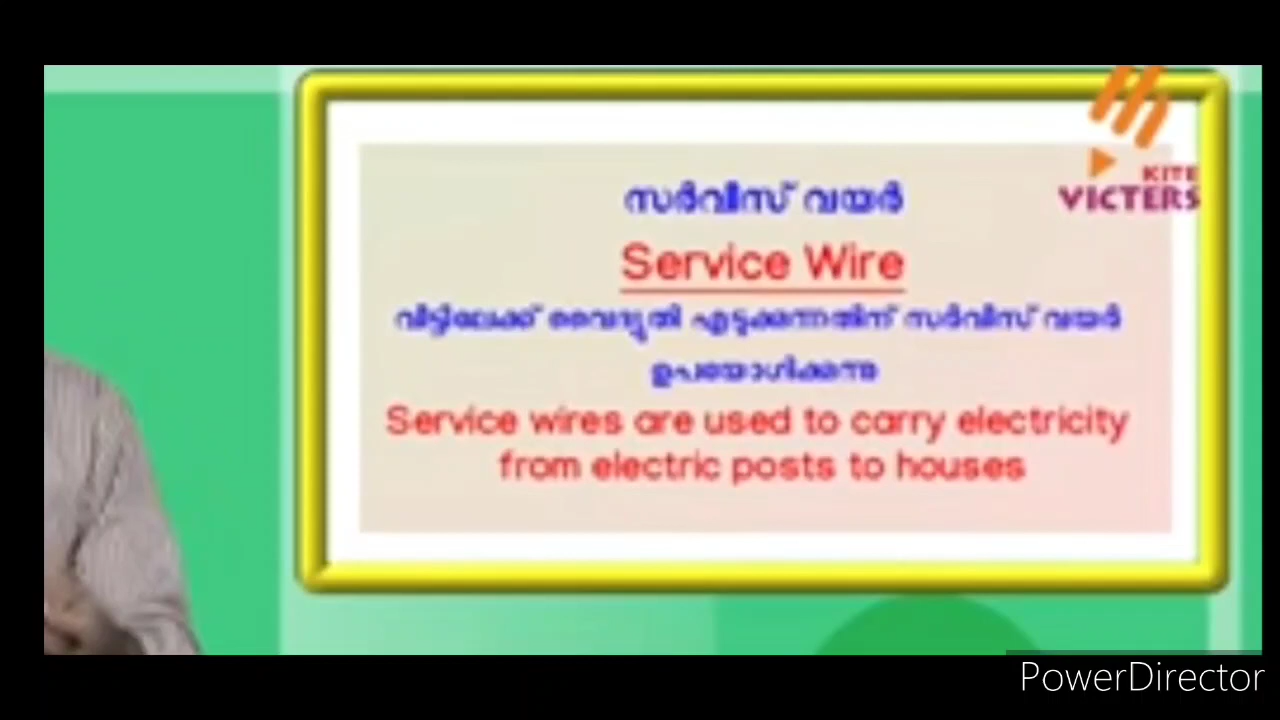 KITE
VICTERS
സർവീസ് വയർ
Service Wire
വീട്ടിലേക്ക് വൈദ്യുതി എടുക്കുന്നതിന് സർവീസ് വയർ
ഉപയോഗിക്കുന്നു
Service wires are used to carry electricity
from electric posts to houses
PowerDirector